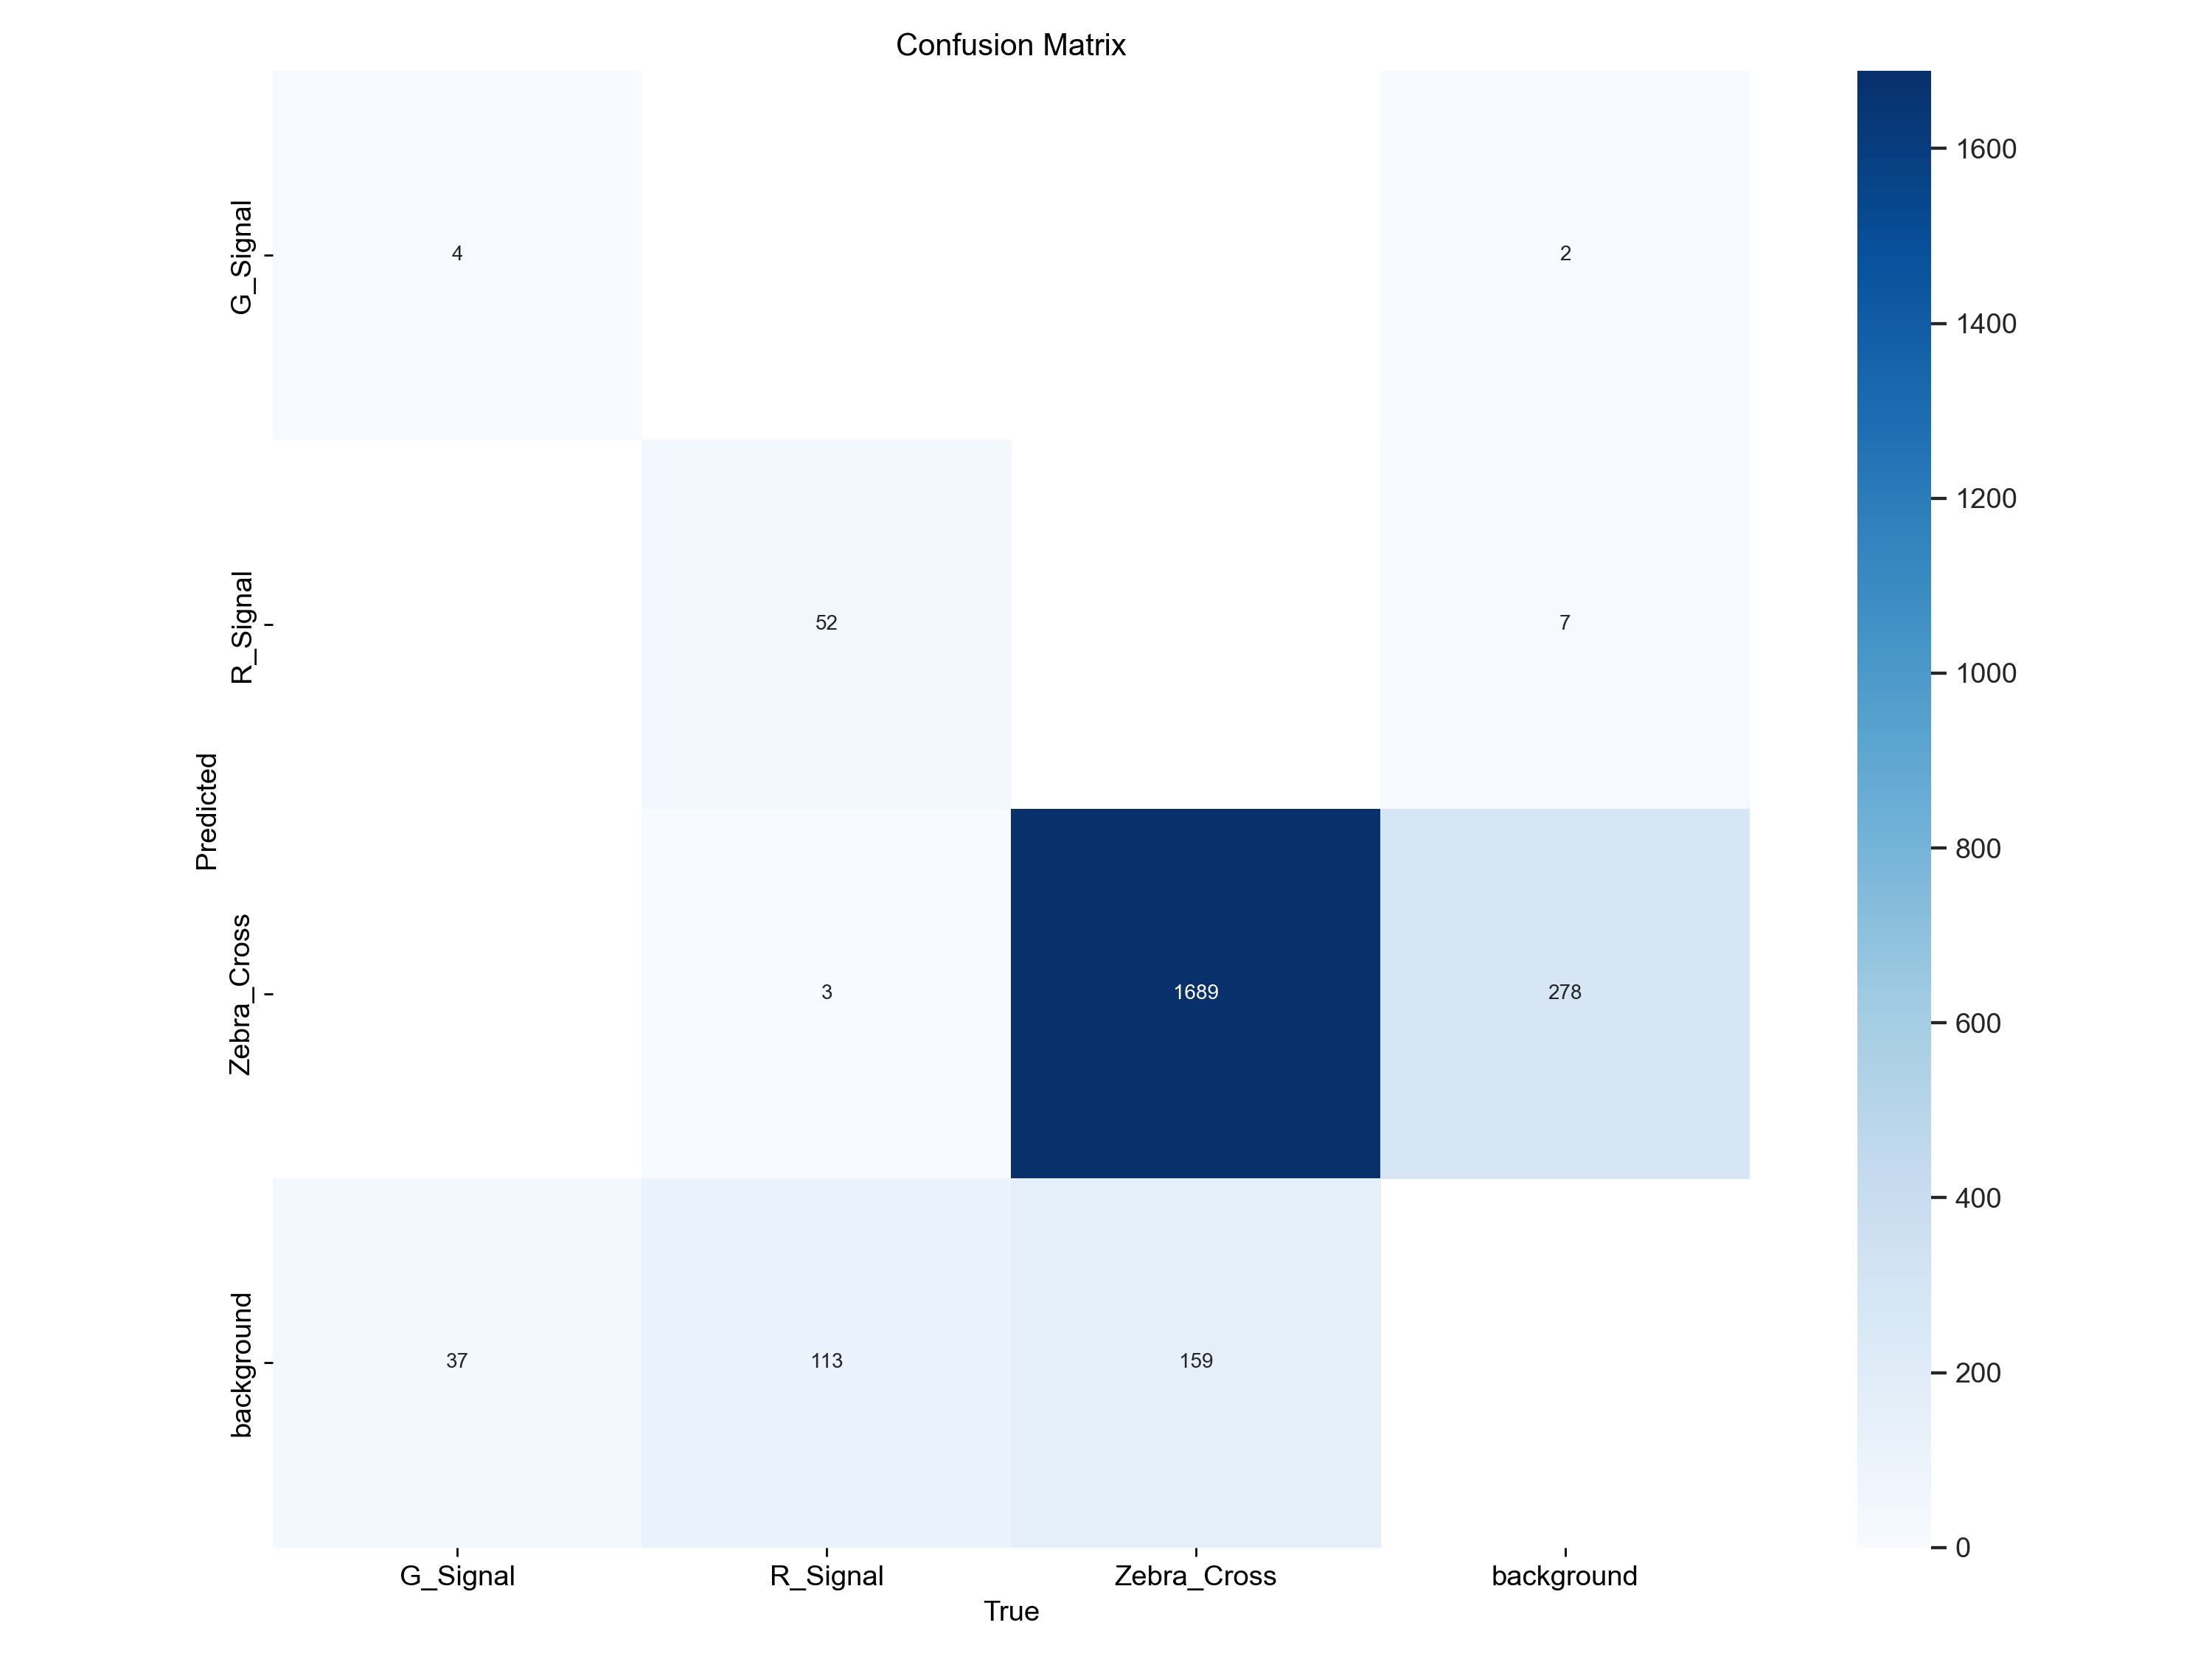 Confusion Matrix
G_Signal
4
2
R_Signal
52
7
Predicted
Zebra_Cross
3
1689
278
background
37
113
159
G_Signal
R_Signal
Zebra_Cross
background
True
1600
1400
1200
1000
800
600
400
200
0